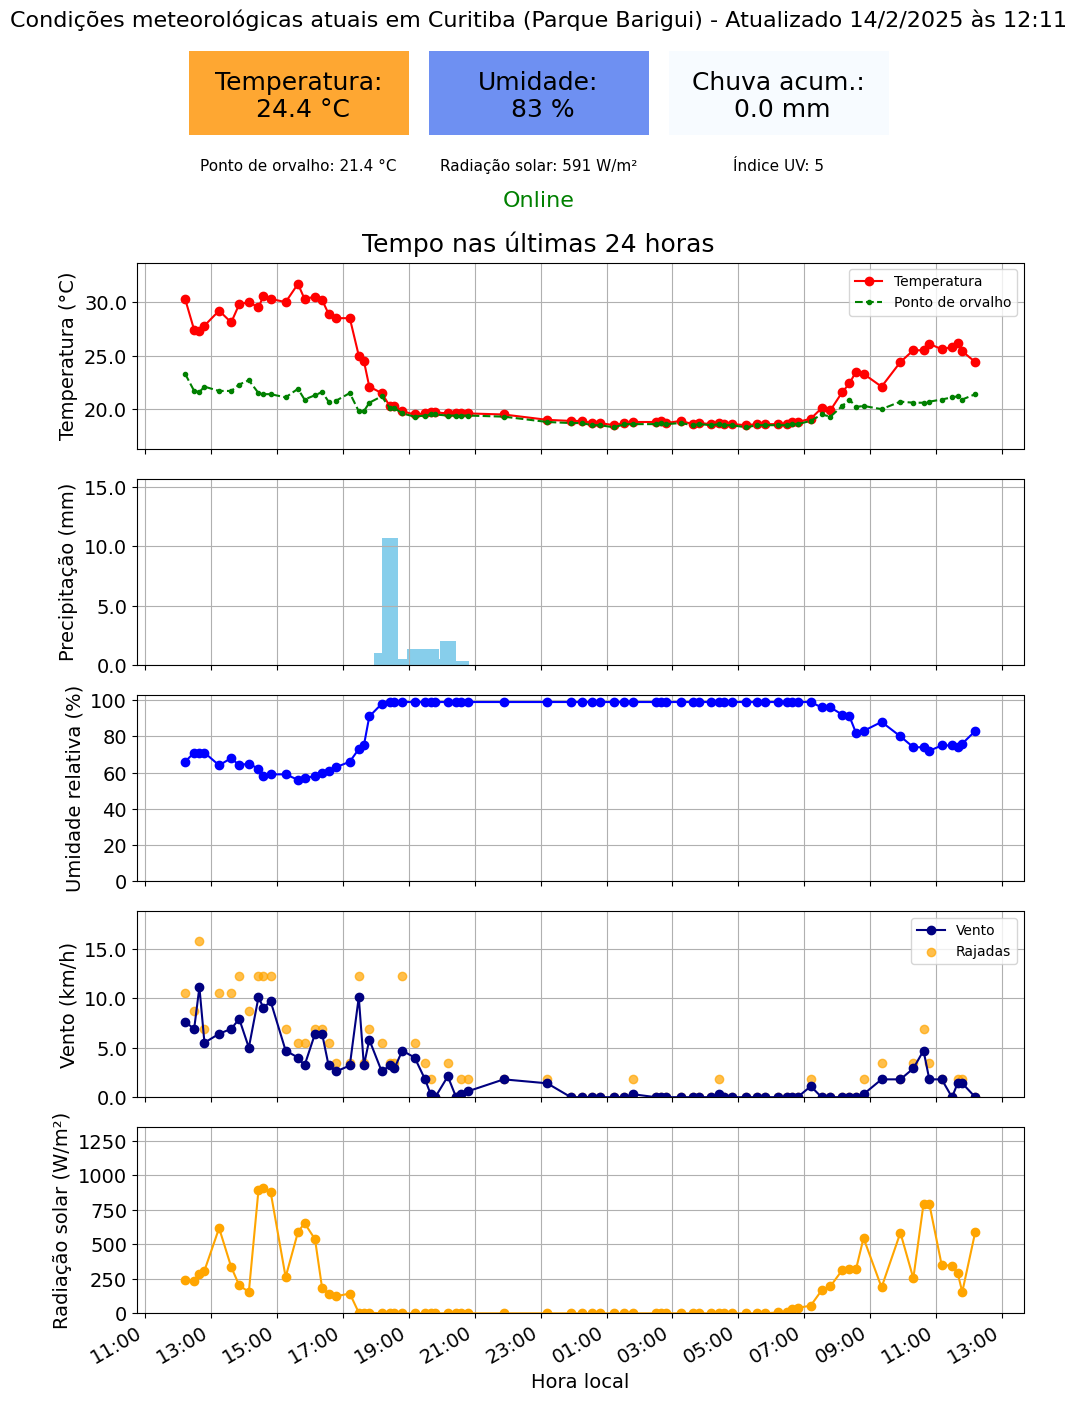 Condições meteorológicas atuais em Curitiba (Parque Barigui) - Atualizado 14/2/2025 às 12:11
Temperatura:
24.4 °C
Umidade:
83 %
Chuva acum.:
0.0 mm
Ponto de orvalho: 21.4 °C
Radiação solar: 591 W/m²
Índice UV: 5
Online
Tempo nas últimas 24 horas
Temperatura (°C)
30.0
25.0
20.0
Temperatura
Ponto de orvalho
Precipitação (mm)
15.0
10.0
5.0
0.0
Umidade relativa (%)
100
80
60
40
20
0
Vento (km/h)
15.0
10.0
5.0
0.0
Vento
Rajadas
Radiação solar (W/m²)
1250
1000
750
500
250
0
11:00
13:00
15:00
17:00
19:00
21:00
23:00
01:00
03:00
05:00
07:00
09:00
11:00
13:00
Hora local